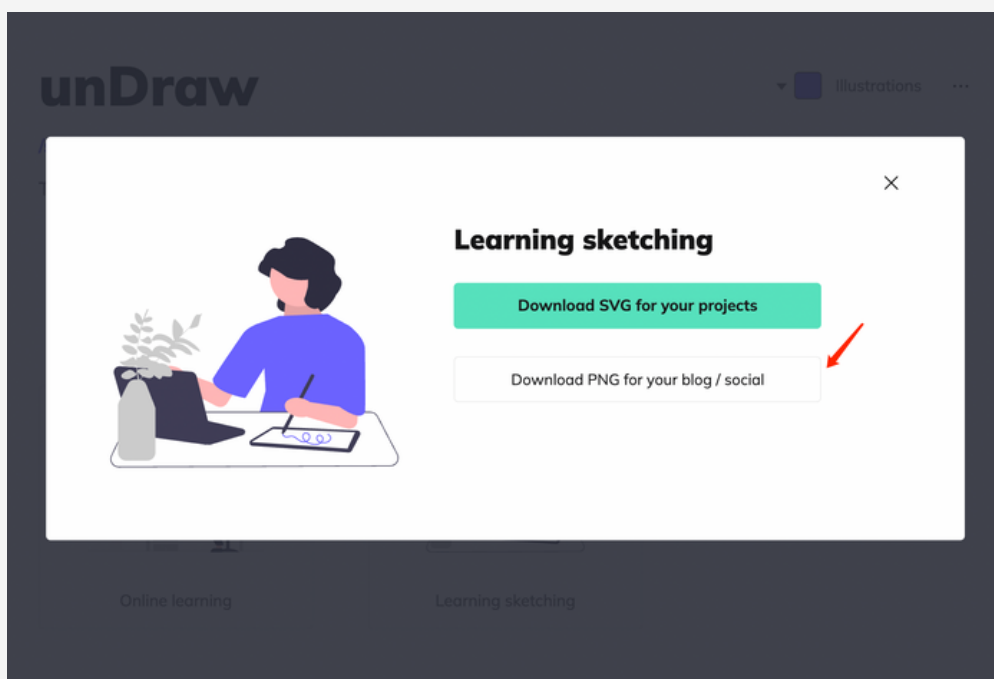 unDraw
Illustrations
Learning sketching
Download SVG for your projects
Download PNG for your blog / social
Online learning
Learning sketching